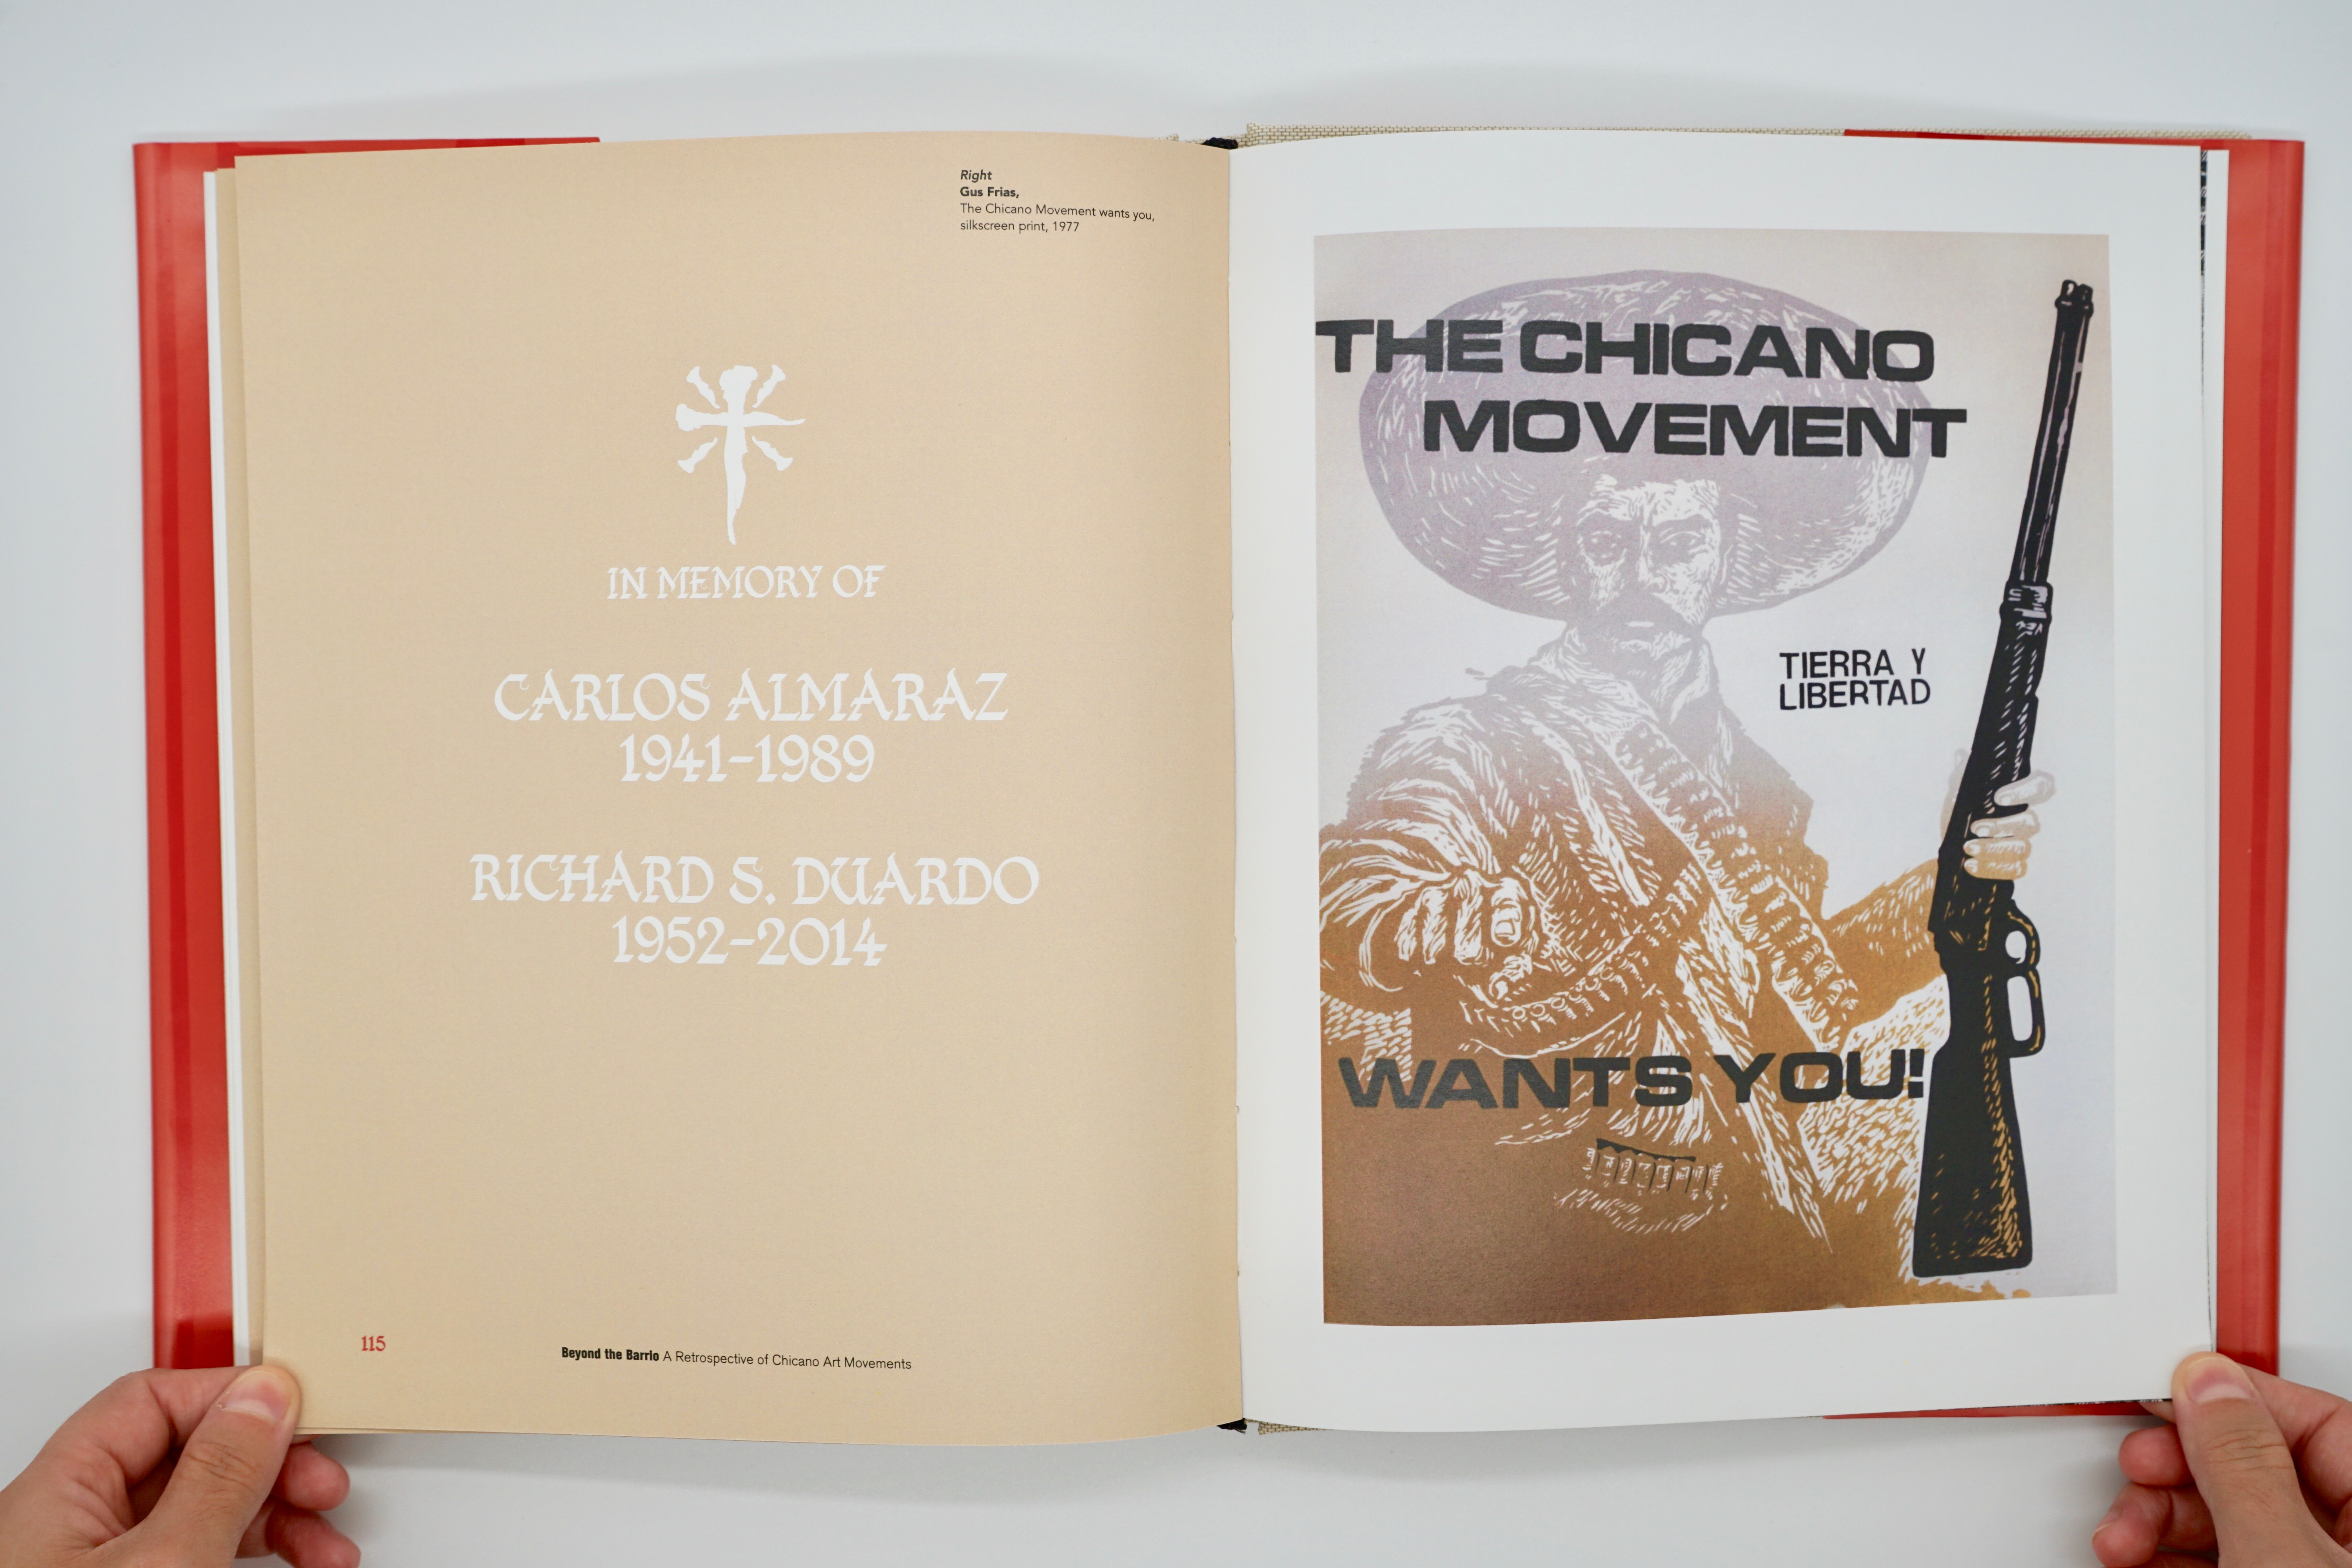 Right
Gus Frias,
The Chicano Movement wants you,
silkscreen print, 1977
IN MEMORY OF
CARLOS ALMARAZ
1941-1989
RICHARD S. DUARDO
1952-2014
115
Beyond the Barrio A Retrospective of Chicano Art Movements
THE CHICANO
MOVEMENT
TIERRA Y
LIBERTAD
WANTS YOU!